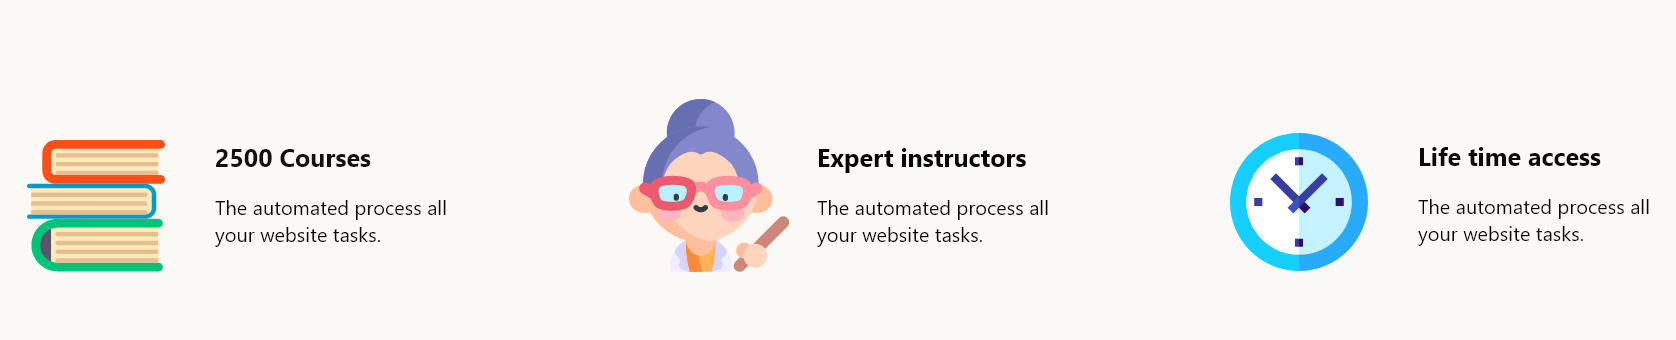 2500 Courses
The automated process all
your website tasks.
Expert instructors
The automated process all
your website tasks.
Life time access
The automated process all
your website tasks.